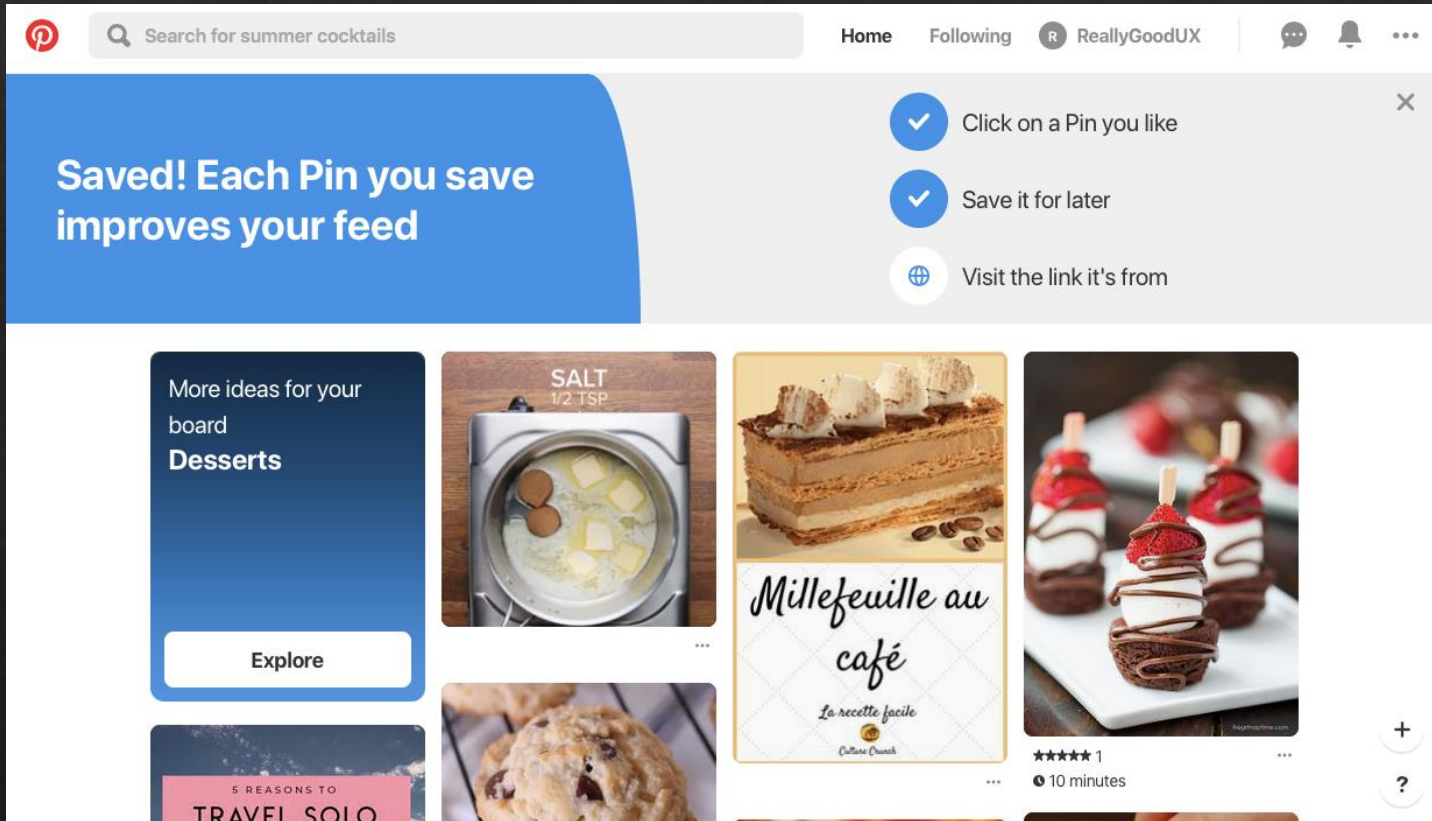 Search for summer cocktails
Home
Following
R
ReallyGoodUX
Saved! Each Pin you save
improves your feed
Click on a Pin you like
Save it for later
Visit the link it's from
More ideas for your
board
Desserts
Explore
SALT
1/2 TSP
Millefeuille au
café
La recette facile
Culture Crunch
iheartnaptime.com
★★★★★ 1
10 minutes
5 REASONS TO
TRAVEL SOLO
+
?